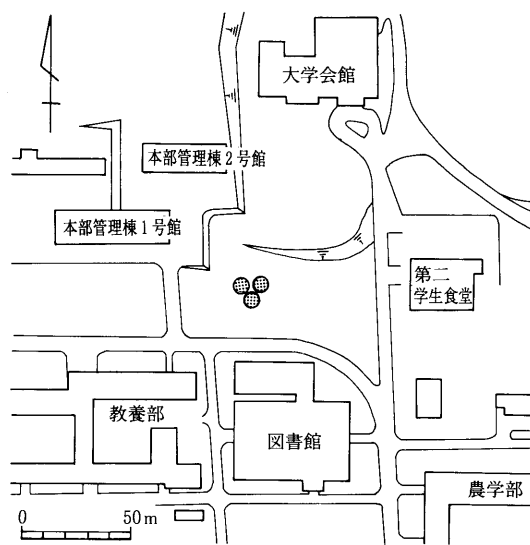 大学会館
本部管理棟2号館
本部管理棟1号館
第二
学生食堂
教養部
図書館
農学部
0 50m